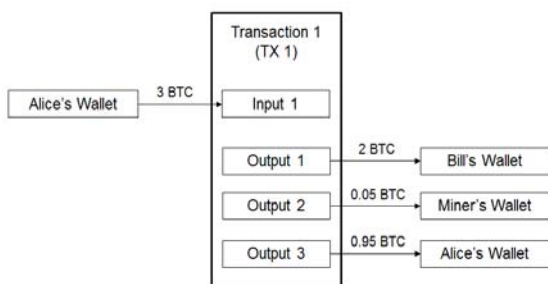 Transaction 1
(TX 1)
Alice's Wallet
3 BTC
Input 1
Output 1
2 BTC
Bill's Wallet
Output 2
0.05 BTC
Miner's Wallet
Output 3
0.95 BTC
Alice's Wallet